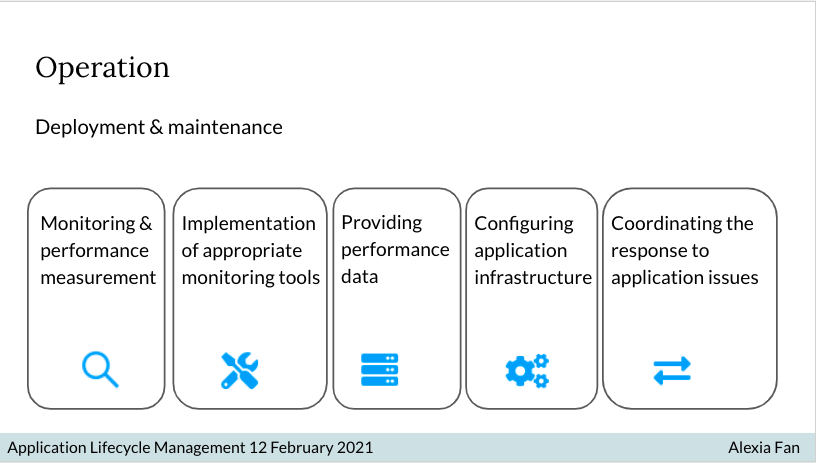 Operation
Deployment & maintenance
Monitoring &
performance
measurement
Implementation
of appropriate
monitoring tools
Providing
performance
data
Configuring
application
infrastructure
Coordinating the
response to
application issues
Application Lifecycle Management 12 February 2021
Alexia Fan